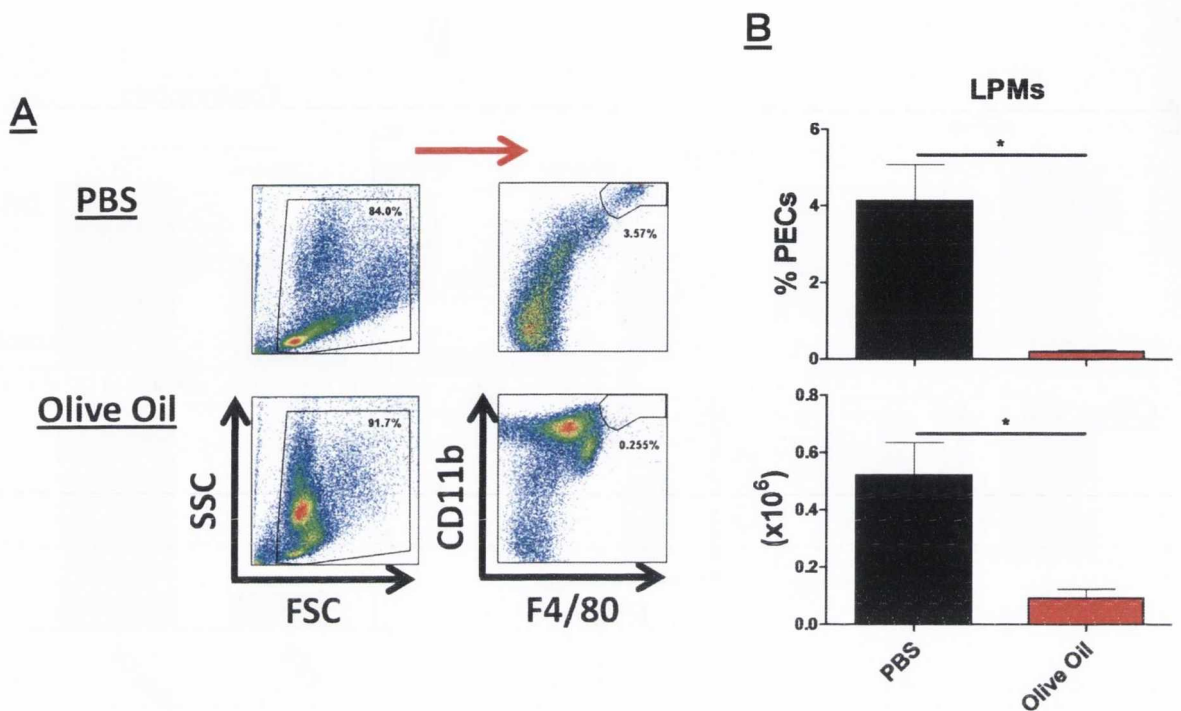 A
PBS
84.0%
3.57%
Olive Oil
91.7%
0.255%
SSC
FSC
CD11b
F4/80
B
LPMs
% PECs
6
4
2
0
*
(x10⁶)
0.8
0.6
0.4
0.2
0.0
*
PBS
Olive Oil